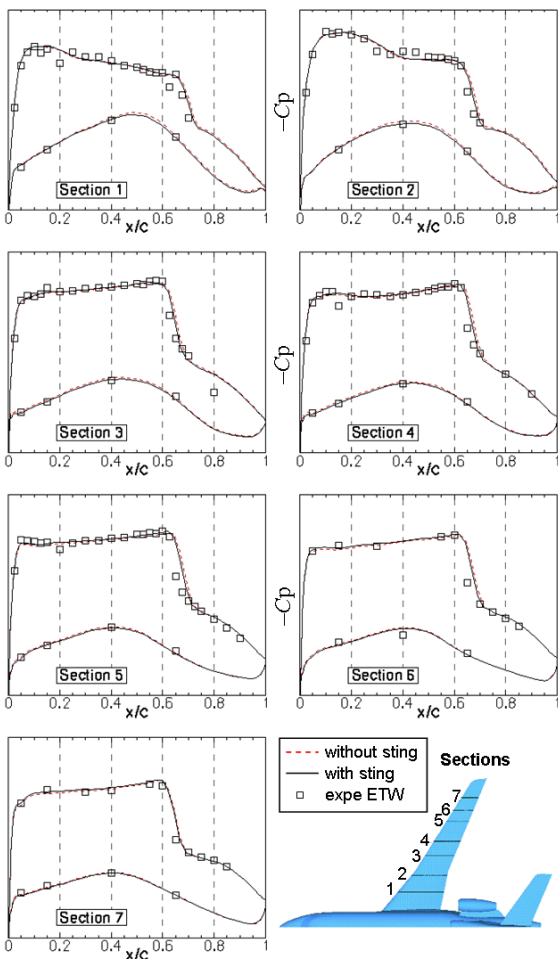 Section 1
0 0.2 0.4 0.6 0.8 1
x/c
-Cp
Section 2
0 0.2 0.4 0.6 0.8 1
x/c
Section 3
0 0.2 0.4 0.6 0.8 1
x/c
-Cp
Section 4
0 0.2 0.4 0.6 0.8 1
x/c
Section 5
0 0.2 0.4 0.6 0.8 1
x/c
-Cp
Section 6
0 0.2 0.4 0.6 0.8 1
x/c
Section 7
0 0.2 0.4 0.6 0.8 1
x/c
without sting
with sting
expe ETW
Sections
7
6
5
4
3
2
1